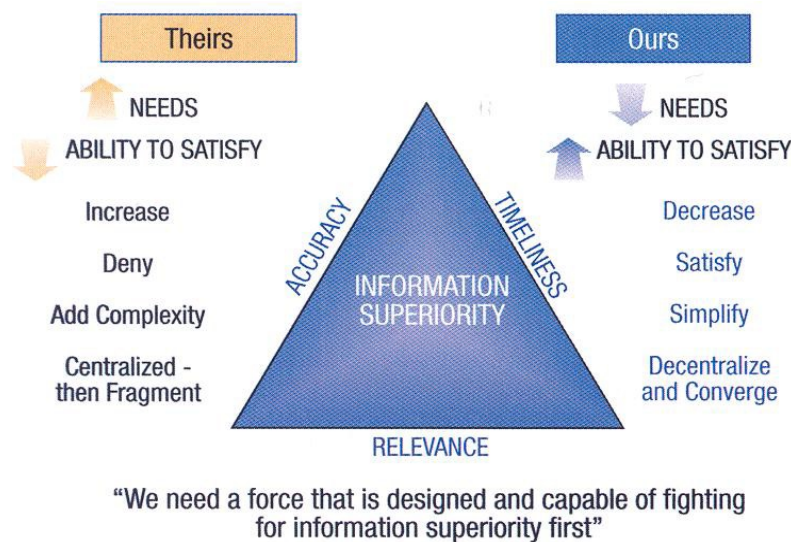 Theirs
Ours
NEEDS
ABILITY TO SATISFY
NEEDS
ABILITY TO SATISFY
Increase
Deny
Add Complexity
Centralized -
then Fragment
ACCURACY
TIMELINESS
INFORMATION
SUPERIORITY
RELEVANCE
Decrease
Satisfy
Simplify
Decentralize
and Converge
“We need a force that is designed and capable of fighting
for information superiority first”